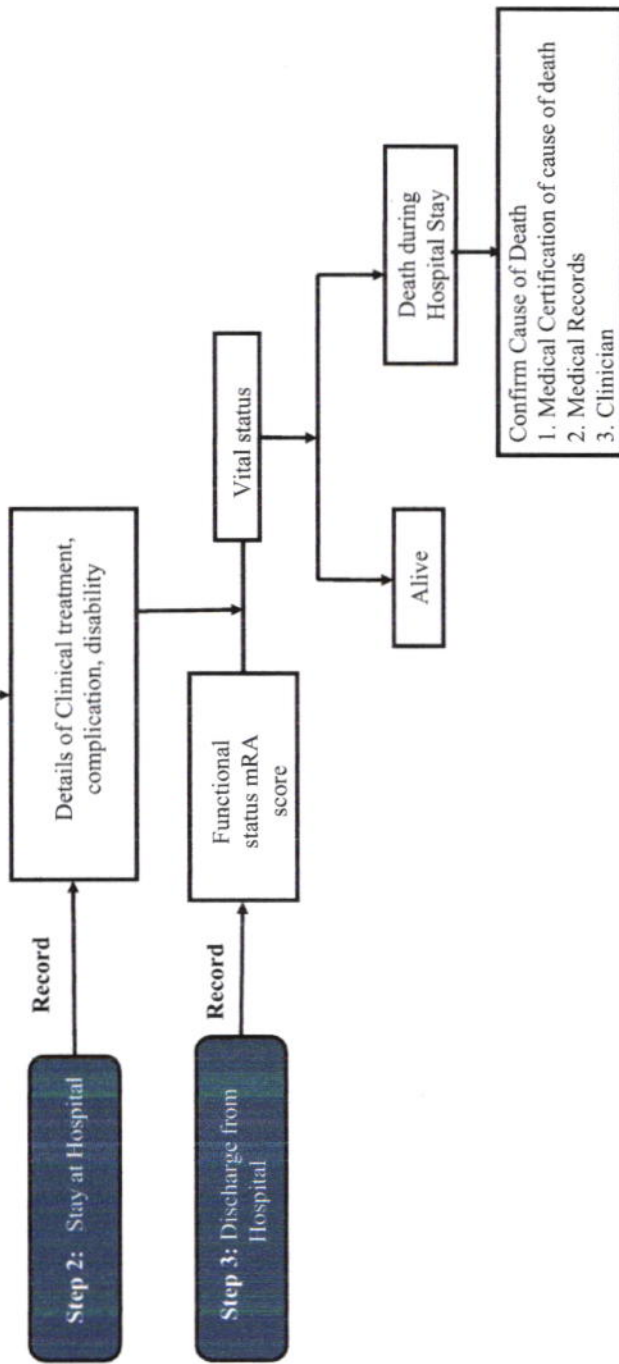 Step 2: Stay at Hospital
Record
Details of Clinical treatment,
complication, disability
Step 3: Discharge from
Hospital
Record
Functional
status mRA
score
Vital status
Alive
Death during
Hospital Stay
Confirm Cause of Death
1. Medical Certification of cause of death
2. Medical Records
3. Clinician